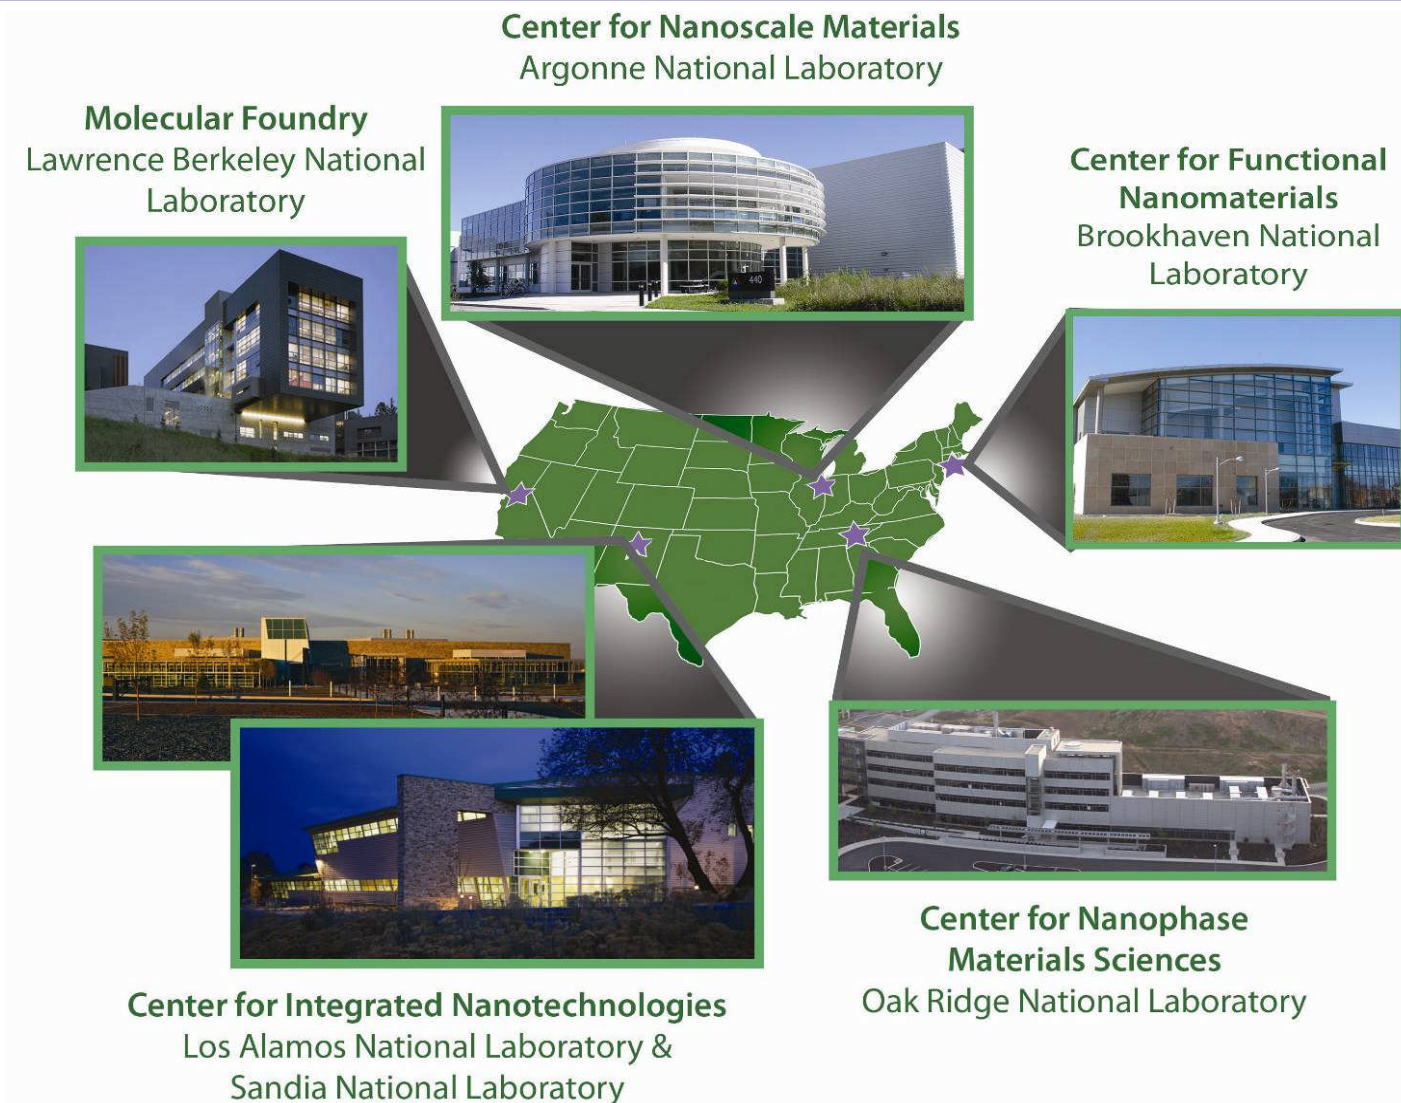 Center for Nanoscale Materials
Argonne National Laboratory
Molecular Foundry
Lawrence Berkeley National
Laboratory
Center for Functional
Nanomaterials
Brookhaven National
Laboratory
440
Center for Nanophase
Materials Sciences
Oak Ridge National Laboratory
Center for Integrated Nanotechnologies
Los Alamos National Laboratory &
Sandia National Laboratory